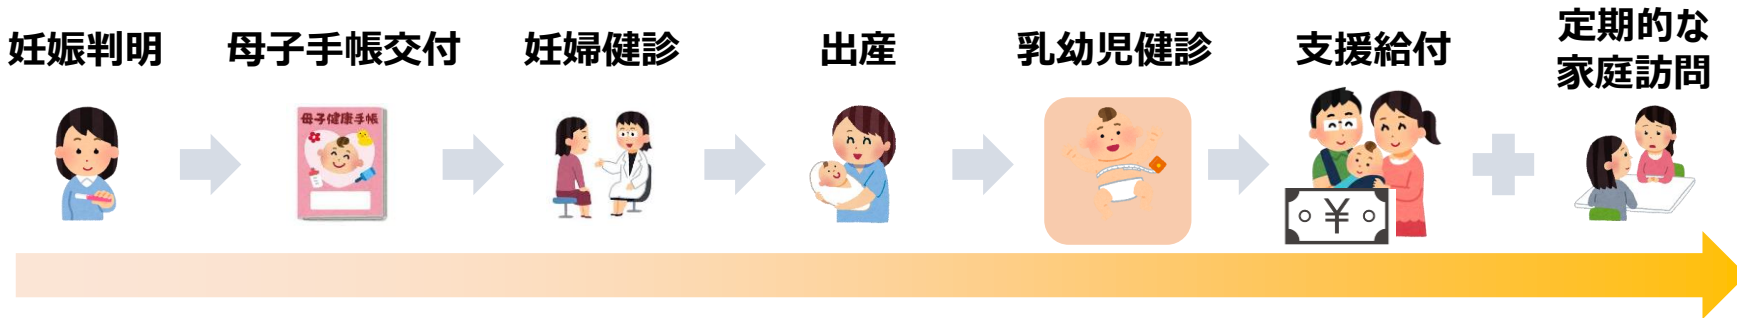 妊娠判明
母子手帳交付
妊婦健診
出産
乳幼児健診
支援給付
定期的な
家庭訪問
母子健康手帳
¥